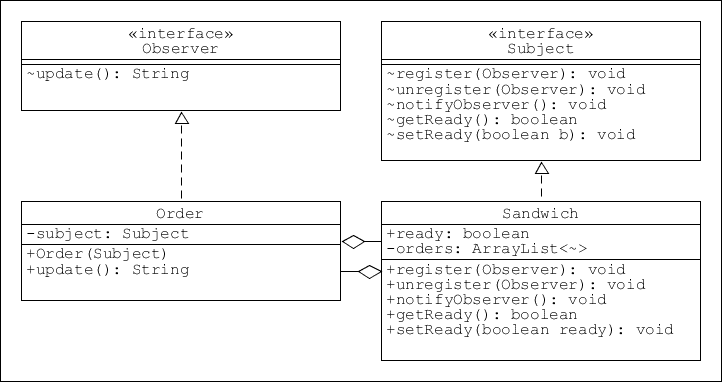 «interface»
Observer
~update(): String
«interface»
Subject
~register(Observer): void
~unregister(Observer): void
~notifyObserver(): void
~getReady(): boolean
~setReady(boolean b): void
Order
-subject: Subject
+Order(Subject)
+update(): String
Sandwich
+ready: boolean
-orders: ArrayList<~>
+register(Observer): void
+unregister(Observer): void
+notifyObserver(): void
+getReady(): boolean
+setReady(boolean ready): void